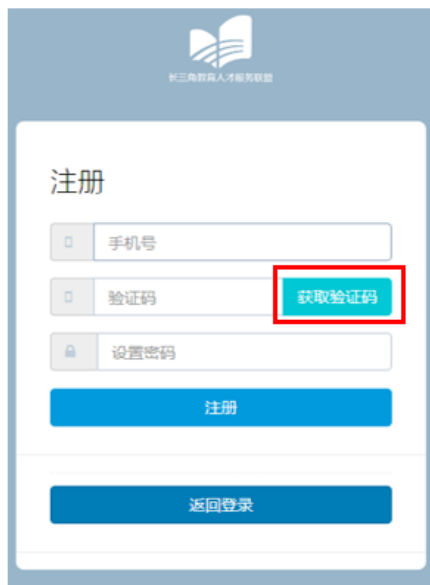 长三角教育人才服务联盟
注册
手机号
验证码 获取验证码
设置密码
注册
返回登录